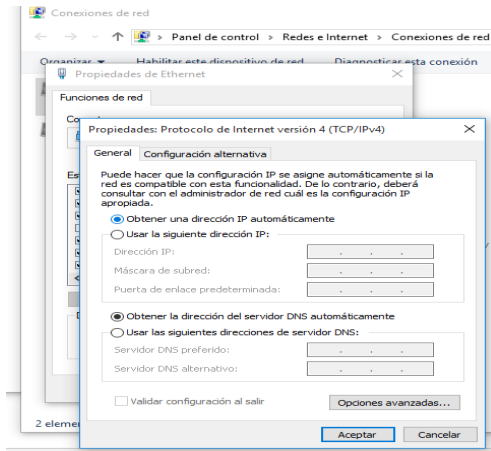 Conexiones de red
Panel de control > Redes e Internet > Conexiones de red
Organizar Habilitar este dispositivo de red Diagnosticar esta conexión
Propiedades de Ethernet
Funciones de red
Propiedades: Protocolo de Internet versión 4 (TCP/IPv4)
General Configuración alternativa
Puede hacer que la configuración IP se asigne automáticamente si la
red es compatible con esta funcionalidad. De lo contrario, deberá
consultar con el administrador de red cuál es la configuración IP
apropiada.
Obtener una dirección IP automáticamente
Usar la siguiente dirección IP:
Dirección IP:
Máscara de subred:
Puerta de enlace predeterminada:
Obtener la dirección del servidor DNS automáticamente
Usar las siguientes direcciones de servidor DNS:
Servidor DNS preferido:
Servidor DNS alternativo:
Validar configuración al salir
Opciones avanzadas...
Aceptar Cancelar